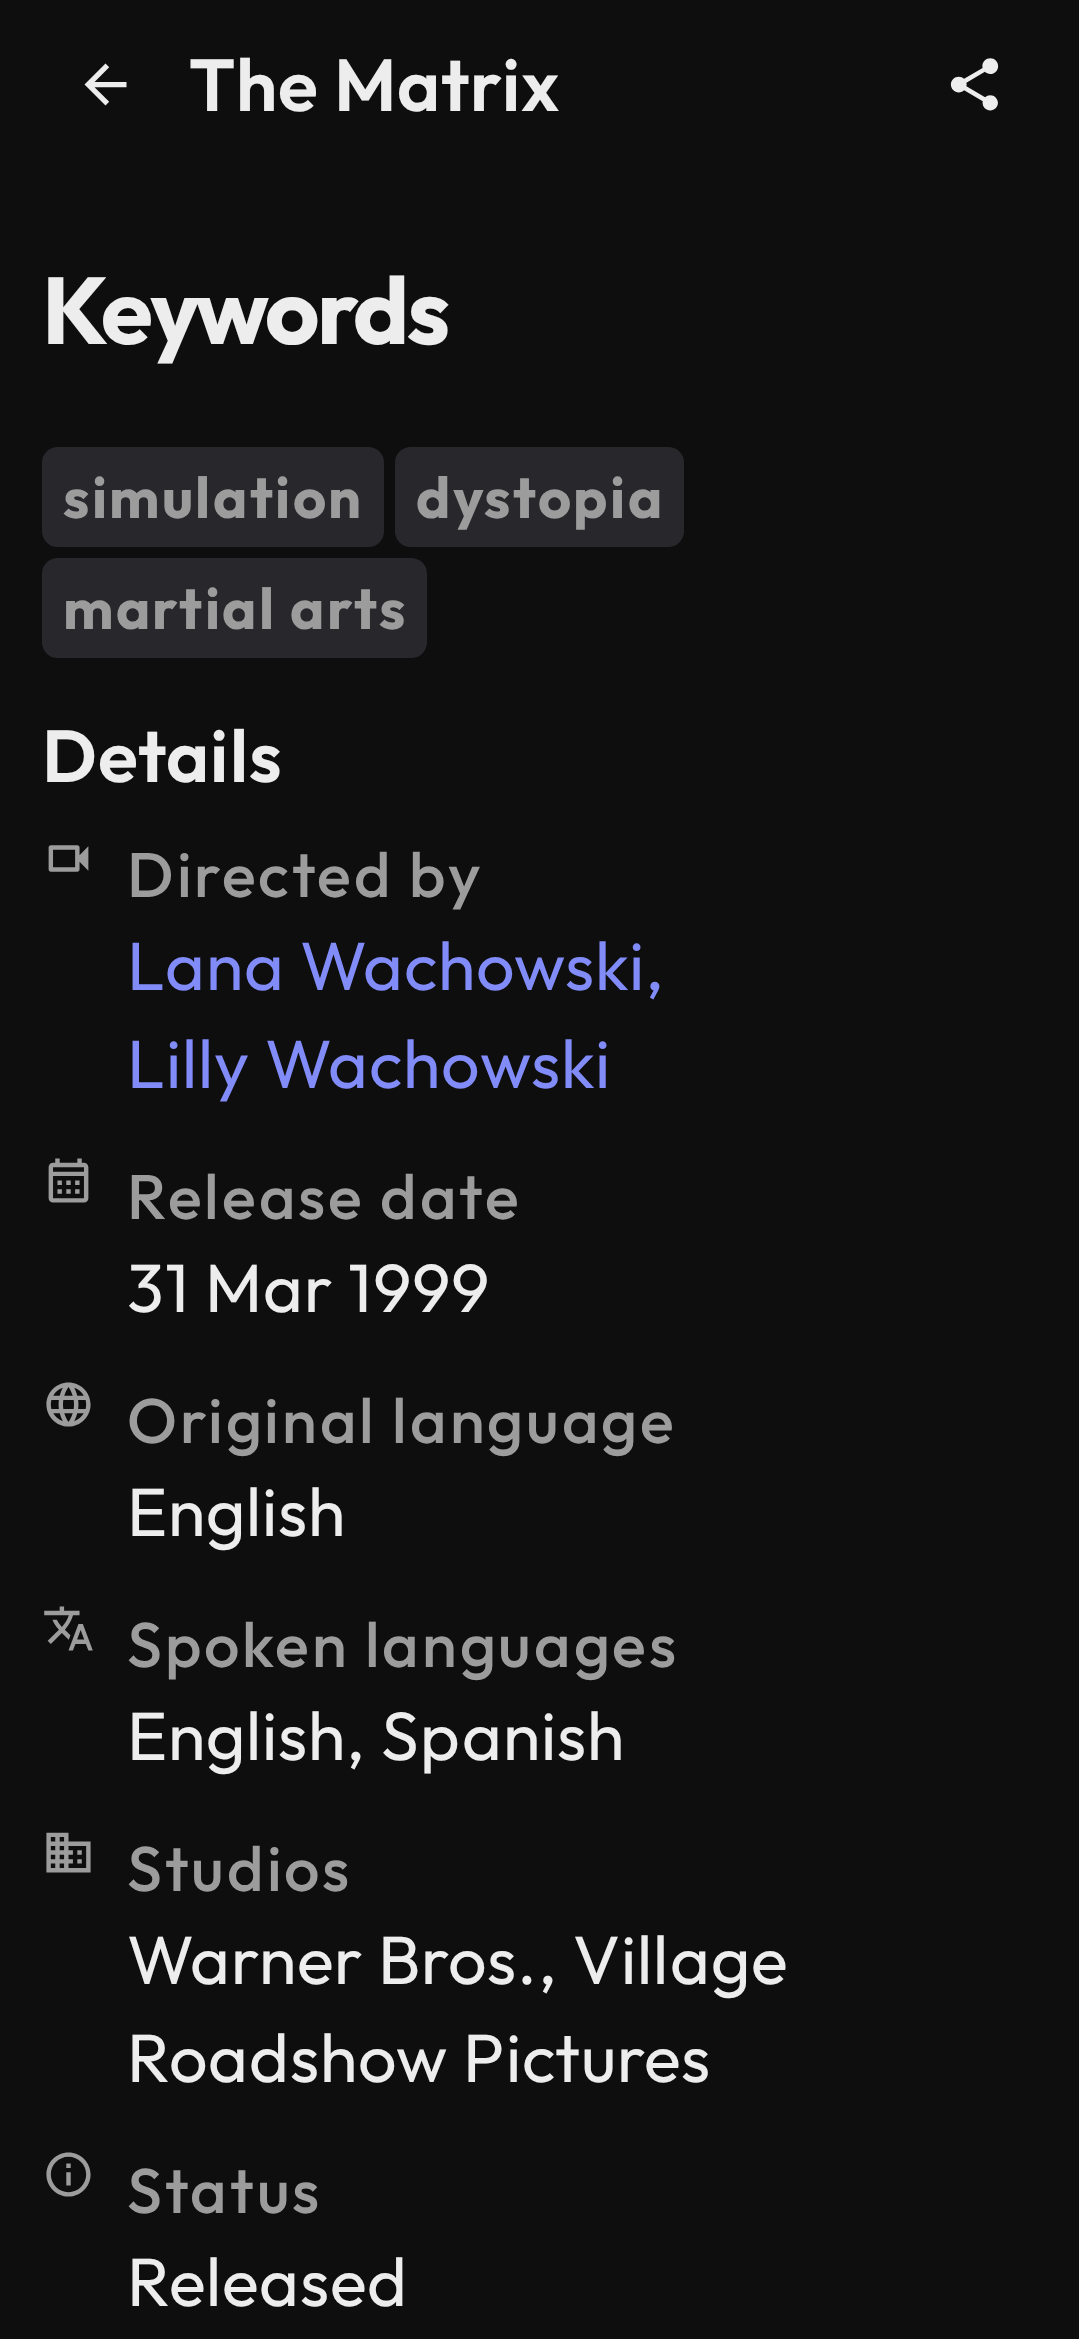 The Matrix
Keywords
simulation dystopia
martial arts
Details
Directed by
Lana Wachowski,
Lilly Wachowski
Release date
31 Mar 1999
Original language
English
Spoken languages
English, Spanish
Studios
Warner Bros., Village
Roadshow Pictures
Status
Released